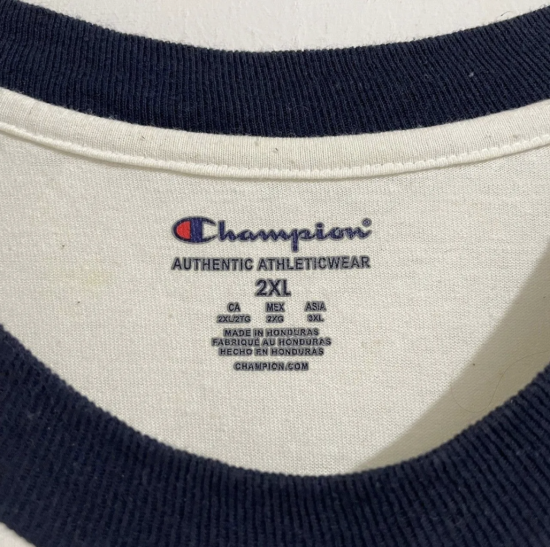 Champion®
AUTHENTIC ATHLETICWEAR
2XL
CA MEX ASIA
2XL/2TG 2XG 3XL
MADE IN HONDURAS
FABRIQUÉ AU HONDURAS
HECHO EN HONDURAS
CHAMPION.COM